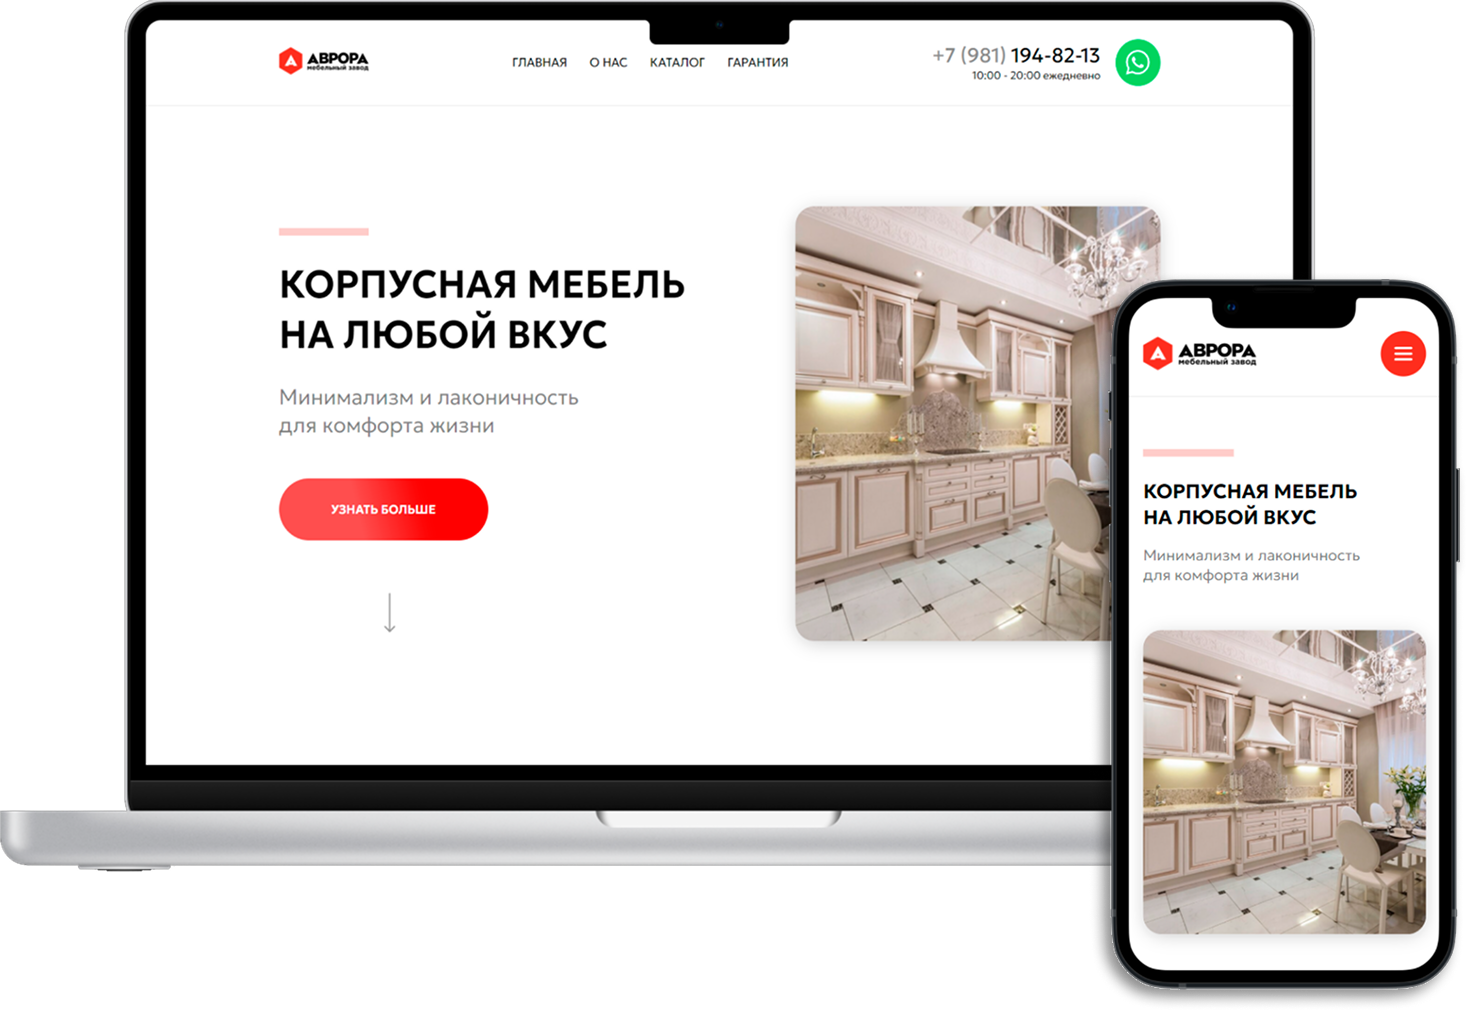 АВРОРА
мебельный завод
ГЛАВНАЯ О НАС КАТАЛОГ ГАРАНТИЯ
+7 (981) 194-82-13
10:00 - 20:00 ежедневно
КОРПУСНАЯ МЕБЕЛЬ
НА ЛЮБОЙ ВКУС
Минимализм и лаконичность
для комфорта жизни
УЗНАТЬ БОЛЬШЕ
АВРОРА
мебельный завод
КОРПУСНАЯ МЕБЕЛЬ
НА ЛЮБОЙ ВКУС
Минимализм и лаконичность
для комфорта жизни